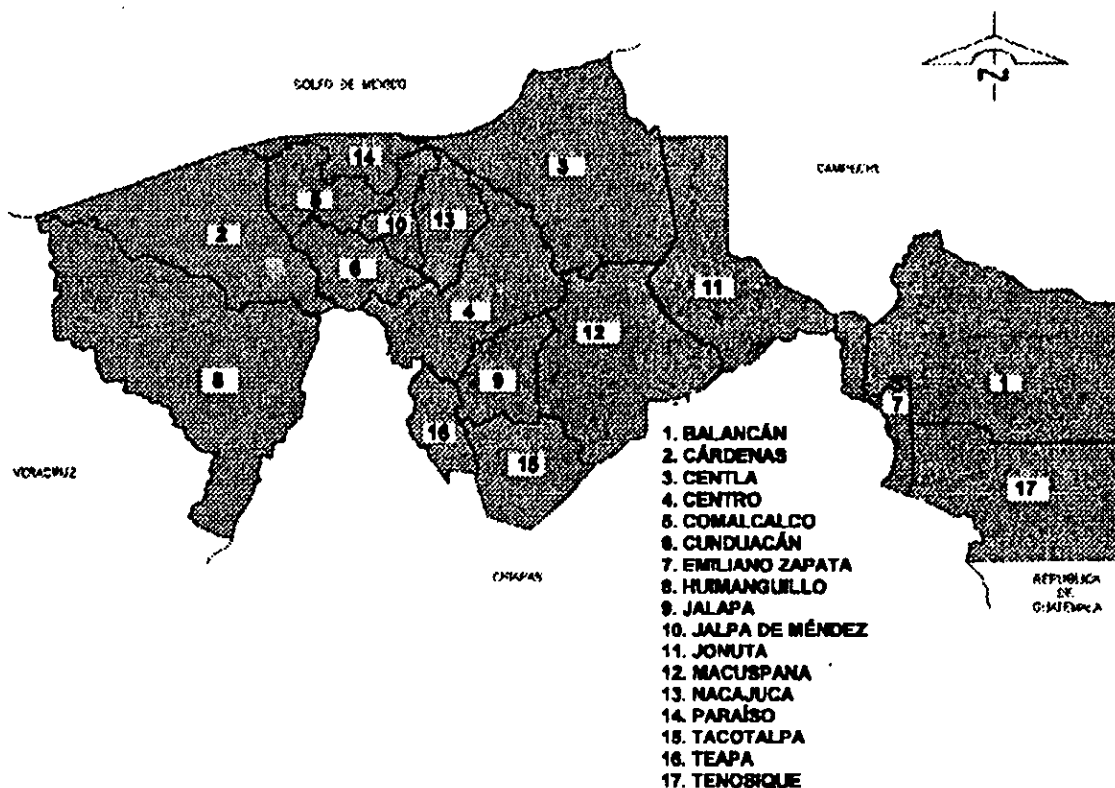 GOLFO DE MEXICO
N
CAMPECHE
14
3
5
2
10
13
6
11
4
12
8
9
1
7
16
VERACRUZ
15
17
1. BALANCÁN
2. CÁRDENAS
3. CENTLA
4. CENTRO
5. COMALCALCO
6. CUNDUACÁN
7. EMILIANO ZAPATA
8. HUIMANGUILLO
9. JALAPA
10. JALPA DE MÉNDEZ
11. JONUTA
12. MACUSPANA
13. NACAJUCA
14. PARAÍSO
15. TACOTALPA
16. TEAPA
17. TENOSIQUE
CHIAPAS
REPUBLICA
DE
GUATEMALA